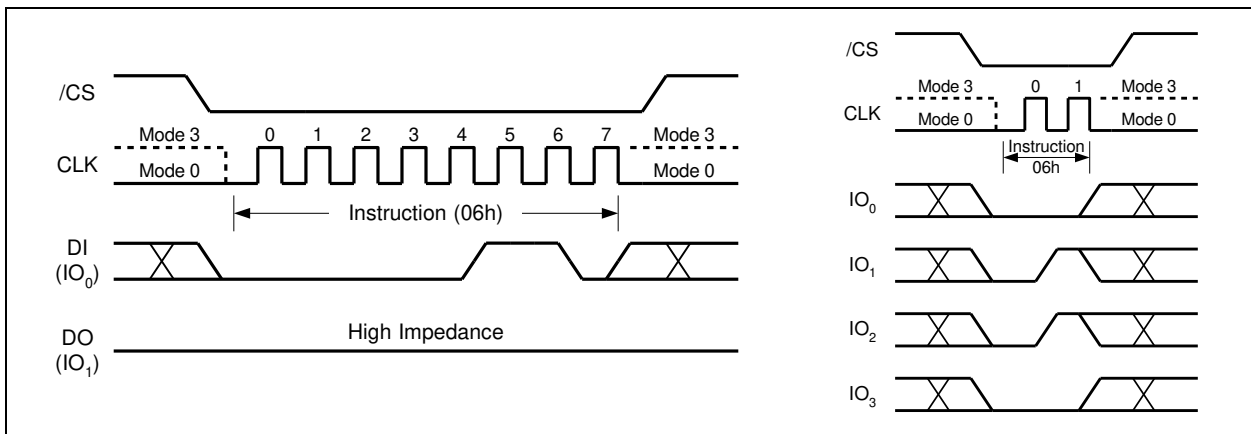 /CS
Mode 3 0 1 2 3 4 5 6 7 Mode 3
CLK
Mode 0 Mode 0
Instruction (06h)
DI
(IO0)
High Impedance
DO
(IO1)
/CS
Mode 3 0 1 Mode 3
CLK
Mode 0 Mode 0
Instruction
06h
IO0
IO1
IO2
IO3